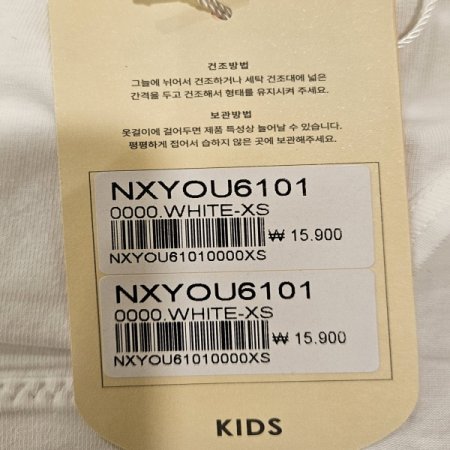 건조방법
그늘에 뉘어서 건조하거나 세탁 건조대에 넓은
간격을 두고 건조해서 형태를 유지시켜 주세요.
보관방법
옷걸이에 걸어두면 제품 특성상 늘어날 수 있습니다.
평평하게 접어서 습하지 않은 곳에 보관해주세요.
NXYOU6101
0000.WHITE-XS
₩ 15.900
NXYOU61010000XS
NXYOU6101
0000.WHITE-XS
₩ 15.900
NXYOU61010000XS
KIDS